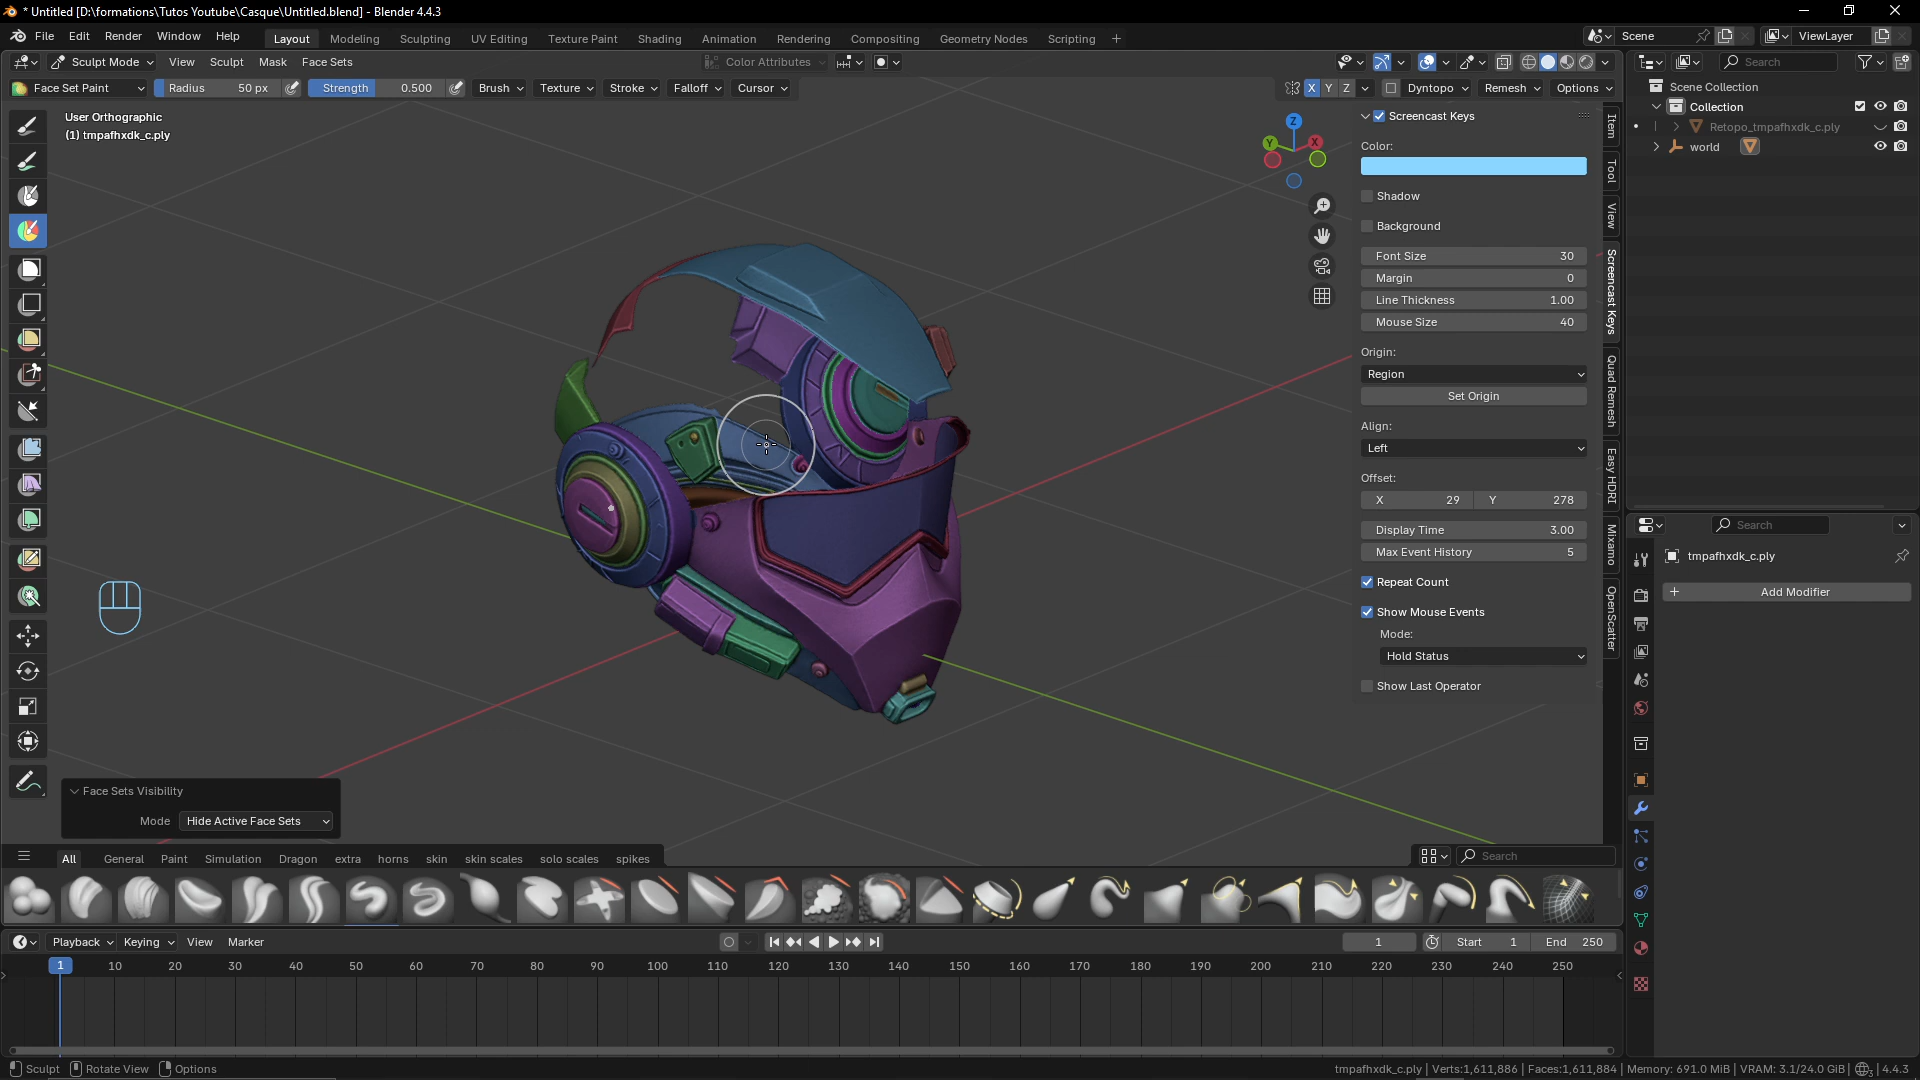 * Untitled [D:\formations\Tutos Youtube\Casque\Untitled.blend] - Blender 4.4.3
File Edit Render Window Help Layout Modeling Sculpting UV Editing Texture Paint Shading Animation Rendering Compositing Geometry Nodes Scripting + Scene ViewLayer
Sculpt Mode View Sculpt Mask Face Sets Color Attributes Search
Face Set Paint Radius 50 px Strength 0.500 Brush Texture Stroke Falloff Cursor X Y Z Dyntopo Remesh Options
Scene Collection
Collection
Retopo_tmpafhxdk_c.ply
world
User Orthographic
(1) tmpafhxdk_c.ply
Z
Y
X
Screencast Keys
Color:
Shadow
Background
Font Size 30
Margin 0
Line Thickness 1.00
Mouse Size 40
Origin:
Region
Set Origin
Align:
Left
Offset:
X 29 Y 278
Display Time 3.00
Max Event History 5
Repeat Count
Show Mouse Events
Mode:
Hold Status
Show Last Operator
Item
Tool
View
Screencast Keys
Quad Remesh
Easy HDRI
Mixamo
OpenScatter
Search
tmpafhxdk_c.ply
+ Add Modifier
Face Sets Visibility
Mode Hide Active Face Sets
All General Paint Simulation Dragon extra horns skin skin scales solo scales spikes Search
Playback Keying View Marker 1 Start 1 End 250
1 10 20 30 40 50 60 70 80 90 100 110 120 130 140 150 160 170 180 190 200 210 220 230 240 250
Sculpt Rotate View Options tmpafhxdk_c.ply | Verts:1,611,886 | Faces:1,611,884 | Memory: 691.0 MiB | VRAM: 3.1/24.0 GiB | 3 | 4.4.3